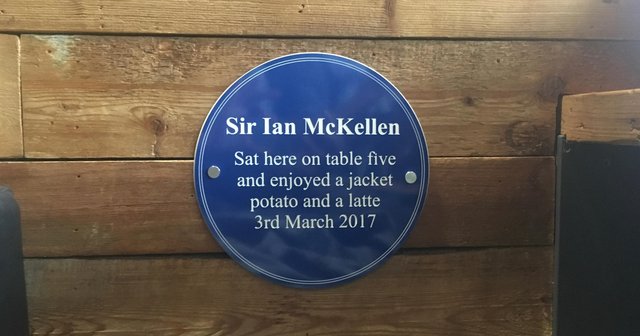 Sir Ian McKellen
Sat here on table five
and enjoyed a jacket
potato and a latte
3rd March 2017